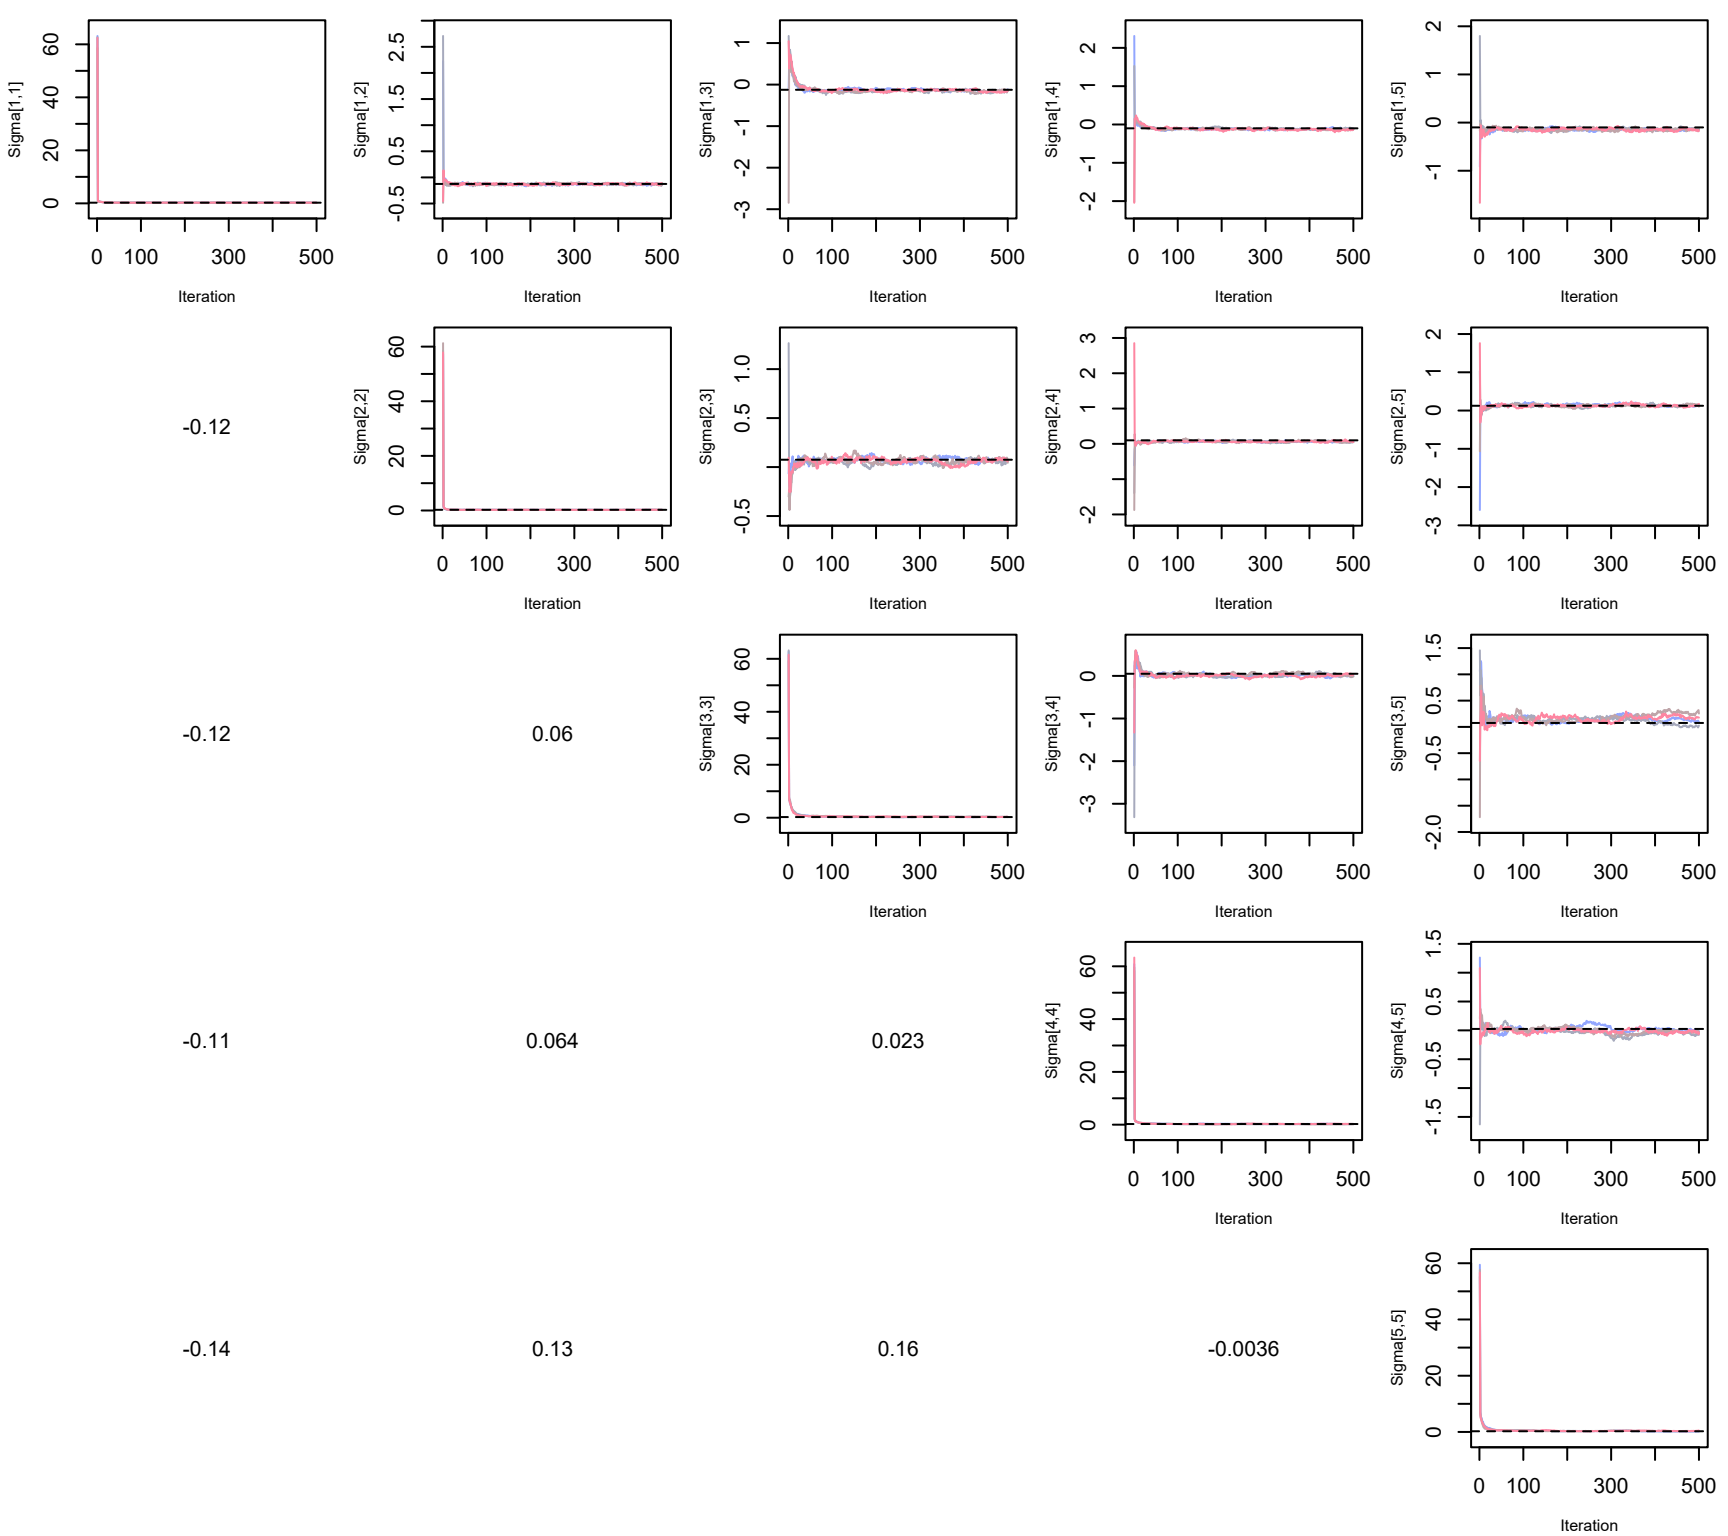 Sigma[1,1]
60
40
20
0
0 100 300 500
Iteration
Sigma[1,2]
2.5
1.5
0.5
-0.5
0 100 300 500
Iteration
Sigma[1,3]
1
0
-1
-2
-3
0 100 300 500
Iteration
Sigma[1,4]
2
1
0
-1
-2
0 100 300 500
Iteration
Sigma[1,5]
2
1
0
-1
0 100 300 500
Iteration
-0.12
Sigma[2,2]
60
40
20
0
0 100 300 500
Iteration
Sigma[2,3]
1.0
0.5
-0.5
0 100 300 500
Iteration
Sigma[2,4]
3
2
1
0
-2
0 100 300 500
Iteration
Sigma[2,5]
2
1
0
-1
-2
-3
0 100 300 500
Iteration
-0.12
0.06
Sigma[3,3]
60
40
20
0
0 100 300 500
Iteration
Sigma[3,4]
0
-1
-2
-3
0 100 300 500
Iteration
Sigma[3,5]
1.5
0.5
-0.5
-2.0
0 100 300 500
Iteration
-0.11
0.064
0.023
Sigma[4,4]
60
40
20
0
0 100 300 500
Iteration
Sigma[4,5]
1.5
0.5
-0.5
-1.5
0 100 300 500
Iteration
-0.14
0.13
0.16
-0.0036
Sigma[5,5]
60
40
20
0
0 100 300 500
Iteration